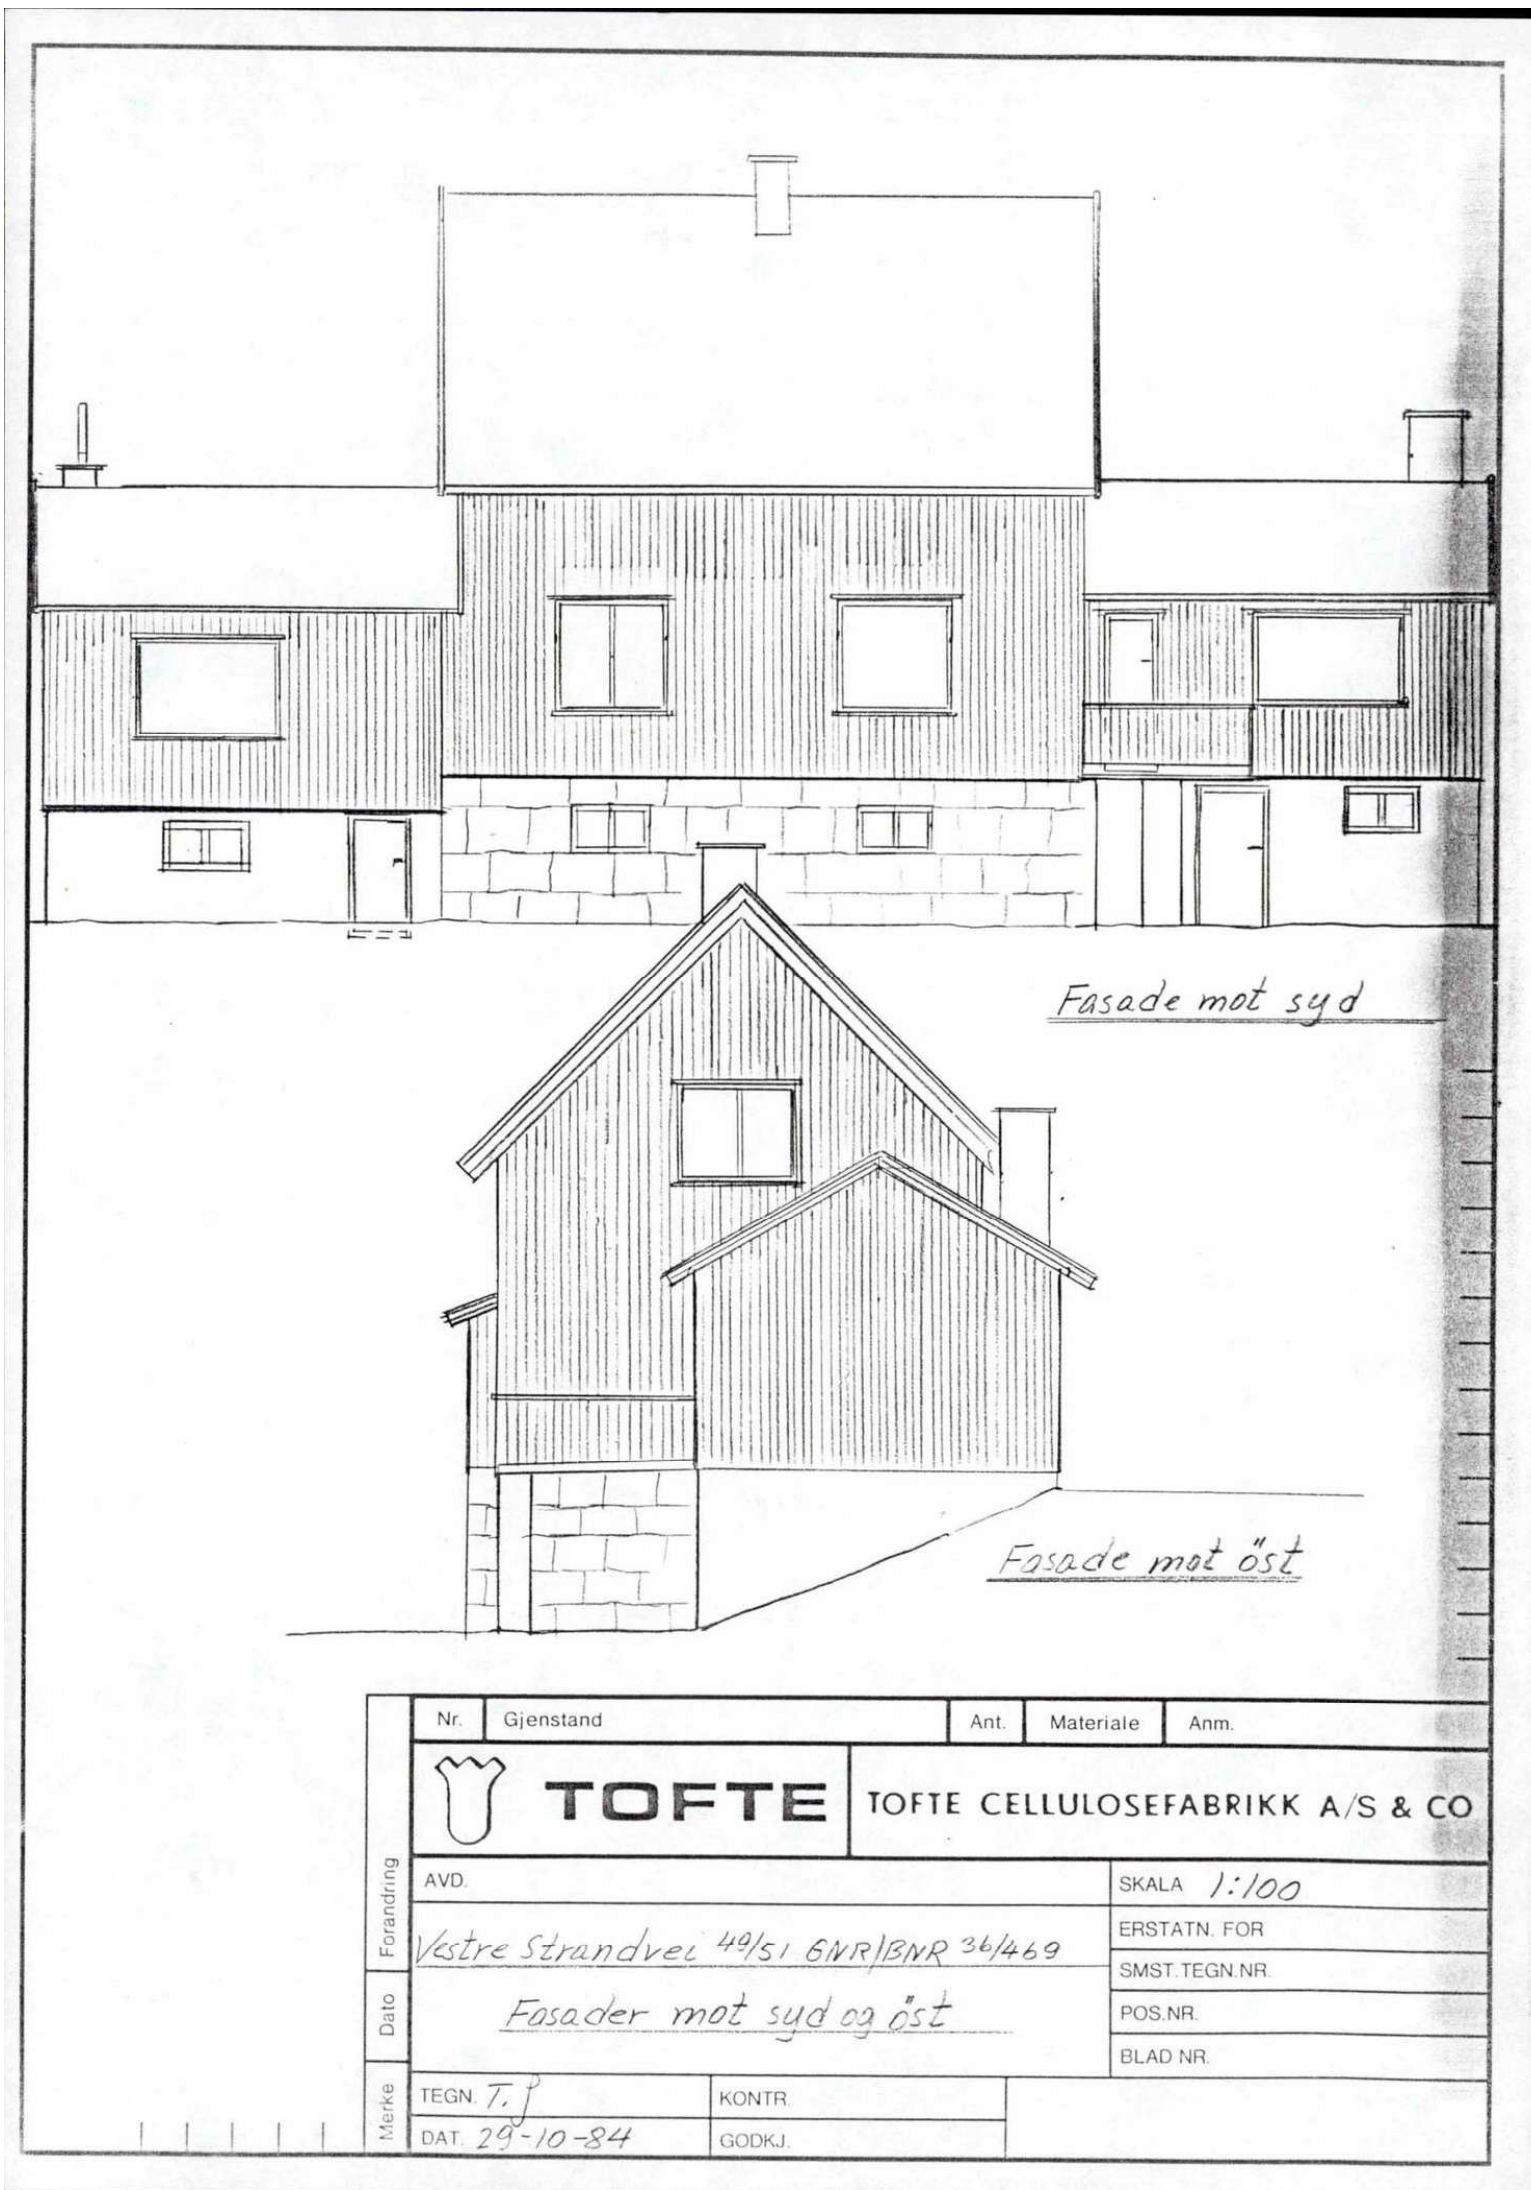 Fasade mot syd
Fasade mot öst
Nr. Gjenstand Ant. Materiale Anm.
TOFTE TOFTE CELLULOSEFABRIKK A/S & CO
Forandring
Dato
Merke
AVD.
SKALA 1:100
Vestre Strandvei 49/51 GNR/BNR 36/469
Fasader mot syd og öst
ERSTATN. FOR
SMST.TEGN.NR.
POS.NR.
BLAD NR.
TEGN. T. J
KONTR.
DAT. 29-10-84
GODKJ.